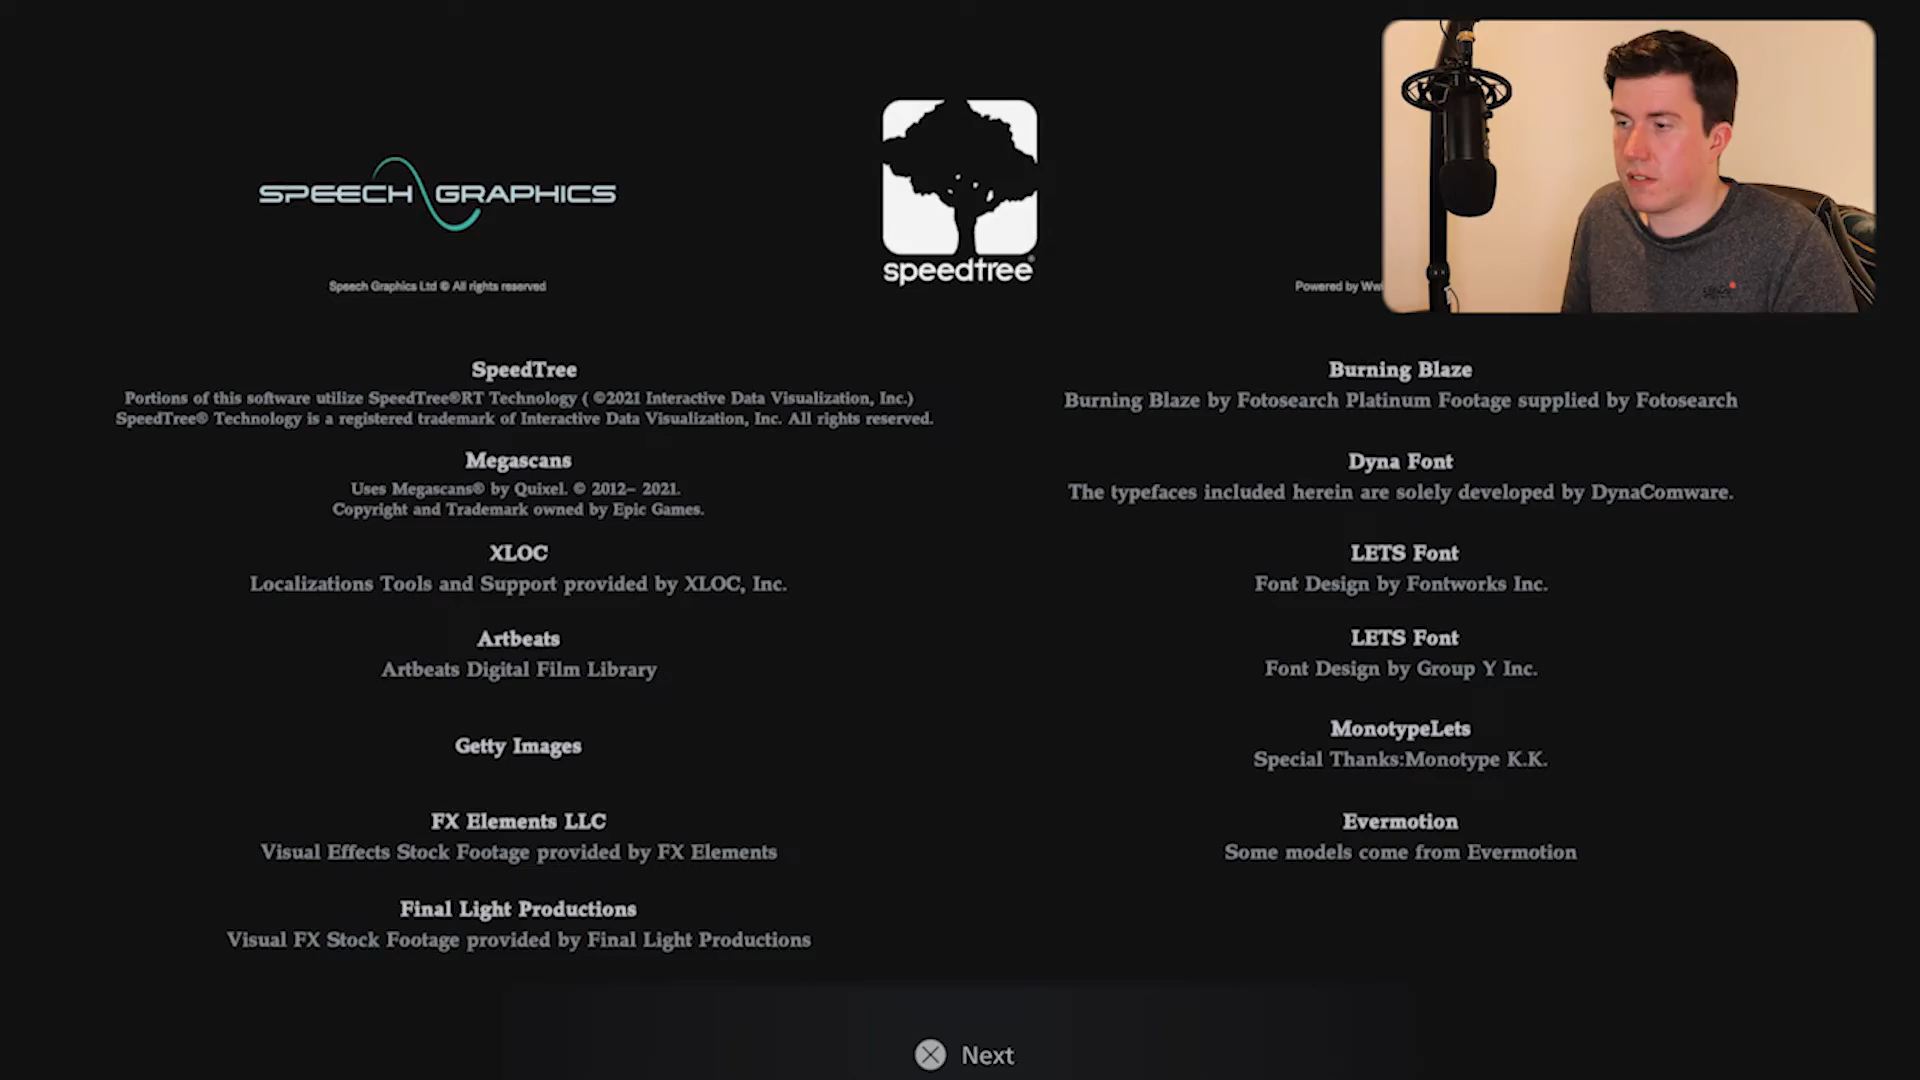 SPEECH GRAPHICS
Speech Graphics Ltd © All rights reserved
speedtree®
Powered by
SpeedTree
Portions of this software utilize SpeedTree®RT Technology ( ©2021 Interactive Data Visualization, Inc.)
SpeedTree® Technology is a registered trademark of Interactive Data Visualization, Inc. All rights reserved.
Megascans
Uses Megascans® by Quixel. © 2012– 2021.
Copyright and Trademark owned by Epic Games.
XLOC
Localizations Tools and Support provided by XLOC, Inc.
Artbeats
Artbeats Digital Film Library
Getty Images
FX Elements LLC
Visual Effects Stock Footage provided by FX Elements
Final Light Productions
Visual FX Stock Footage provided by Final Light Productions
Burning Blaze
Burning Blaze by Fotosearch Platinum Footage supplied by Fotosearch
Dyna Font
The typefaces included herein are solely developed by DynaComware.
LETS Font
Font Design by Fontworks Inc.
LETS Font
Font Design by Group Y Inc.
MonotypeLets
Special Thanks:Monotype K.K.
Evermotion
Some models come from Evermotion
Next